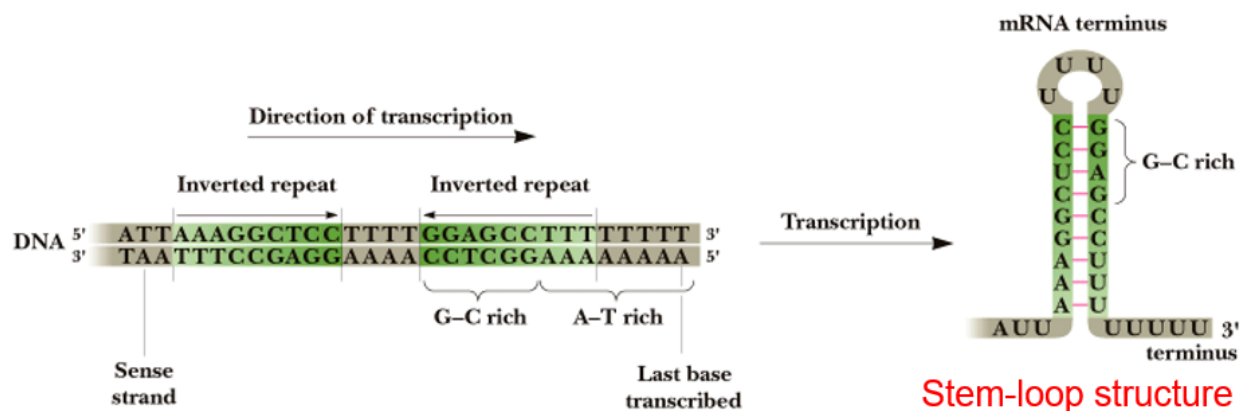 mRNA terminus
U U U U
Direction of transcription
Inverted repeat
Inverted repeat
DNA 5' ATTAAAGGCTCCTTTTGGAGCCTTTTTTTT 3'
3' TAATTTCCGAGGAAAACCTCGGAAAAAAAA 5'
G–C rich
A–T rich
Sense
strand
Last base
transcribed
Transcription
C G
C G
U A
C G
G C
G C
A U
A U
A U
G–C rich
AUU UUUUU 3'
terminus
Stem-loop structure